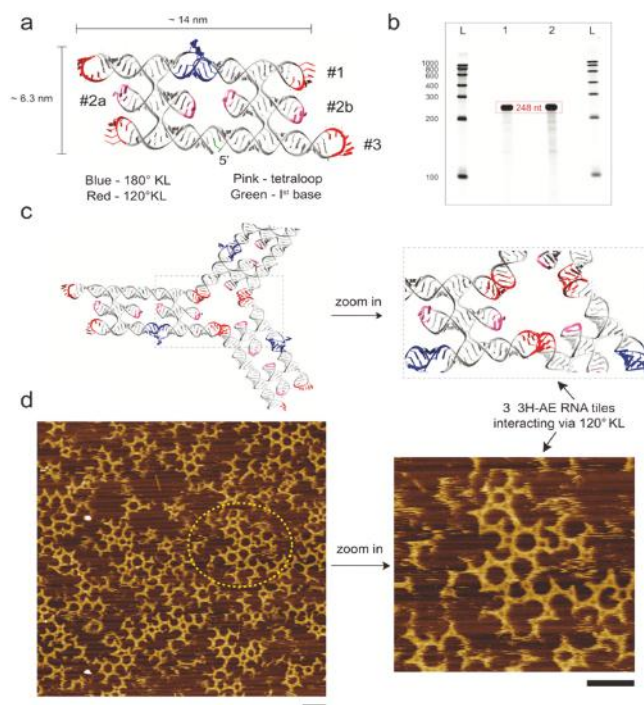 a
~ 14 nm
~ 6.3 nm
#1
#2a
#2b
#3
5'
Blue - 180° KL
Pink - tetraloop
Red - 120°KL
Green - Ist base
b
L 1 2 L
1000
800
600
400
300
248 nt
200
100
c
zoom in
3 3H-AE RNA tiles
interacting via 120° KL
d
zoom in